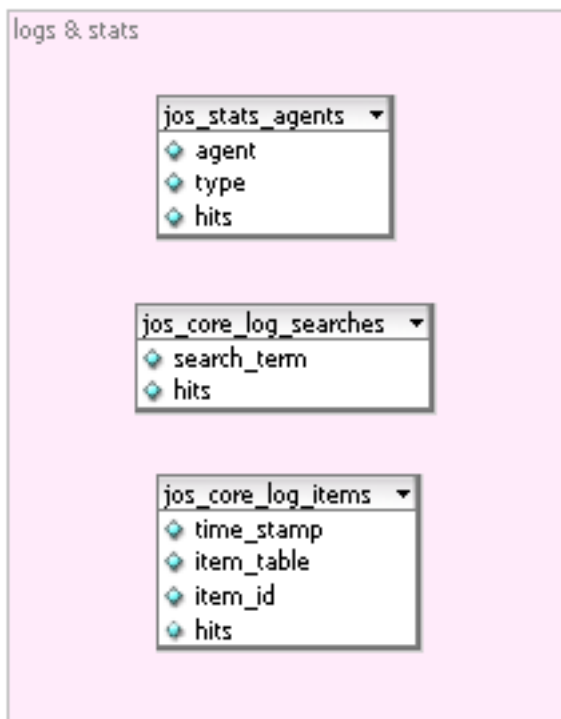 logs & stats
jos_stats_agents
agent
type
hits
jos_core_log_searches
search_term
hits
jos_core_log_items
time_stamp
item_table
item_id
hits